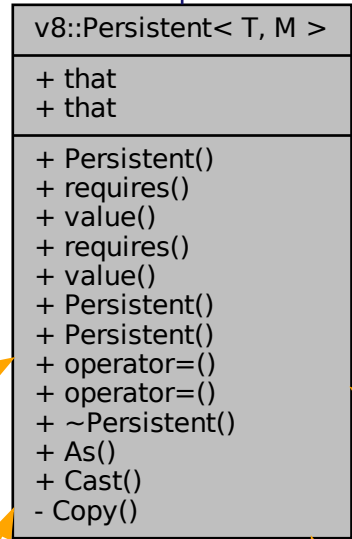 v8::Persistent< T, M >
+ that
+ that
+ Persistent()
+ requires()
+ value()
+ requires()
+ value()
+ Persistent()
+ Persistent()
+ operator=()
+ operator=()
+ ~Persistent()
+ As()
+ Cast()
- Copy()